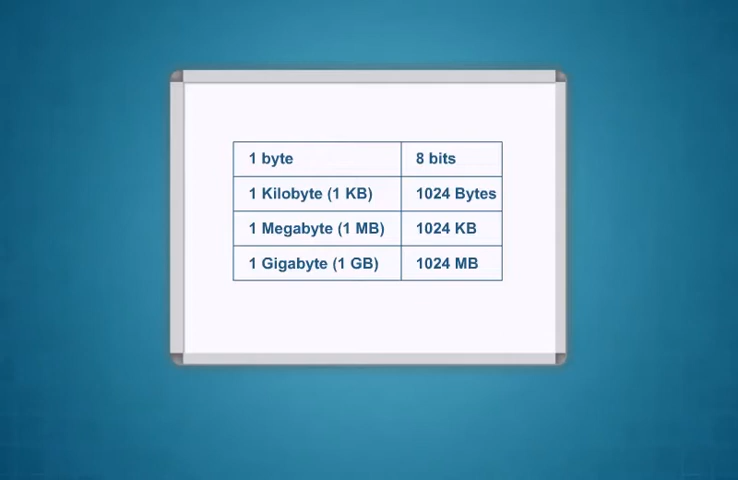 1 byte 8 bits
1 Kilobyte (1 KB) 1024 Bytes
1 Megabyte (1 MB) 1024 KB
1 Gigabyte (1 GB) 1024 MB